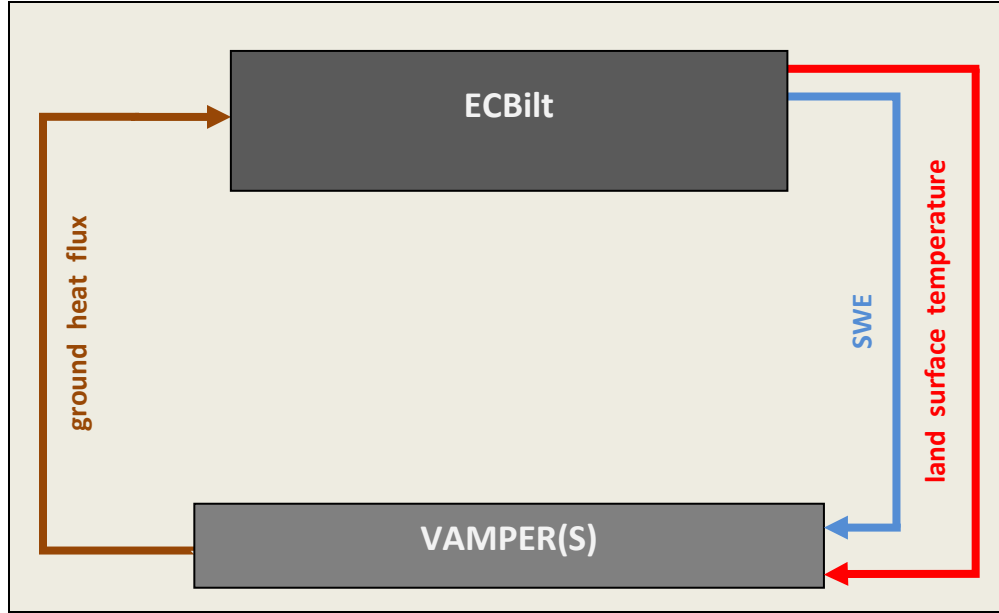 ECBilt
ground heat flux
SWE
land surface temperature
VAMPER(S)